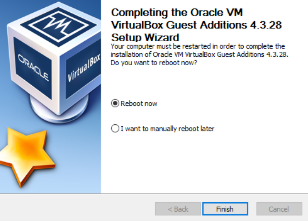 Completing the Oracle VM
VirtualBox Guest Additions 4.3.28
Setup Wizard
Your computer must be restarted in order to complete the
installation of Oracle VM VirtualBox Guest Additions 4.3.28.
Do you want to reboot now?
ORACLE
VirtualBox
Reboot now
I want to manually reboot later
< Back
Finish
Cancel